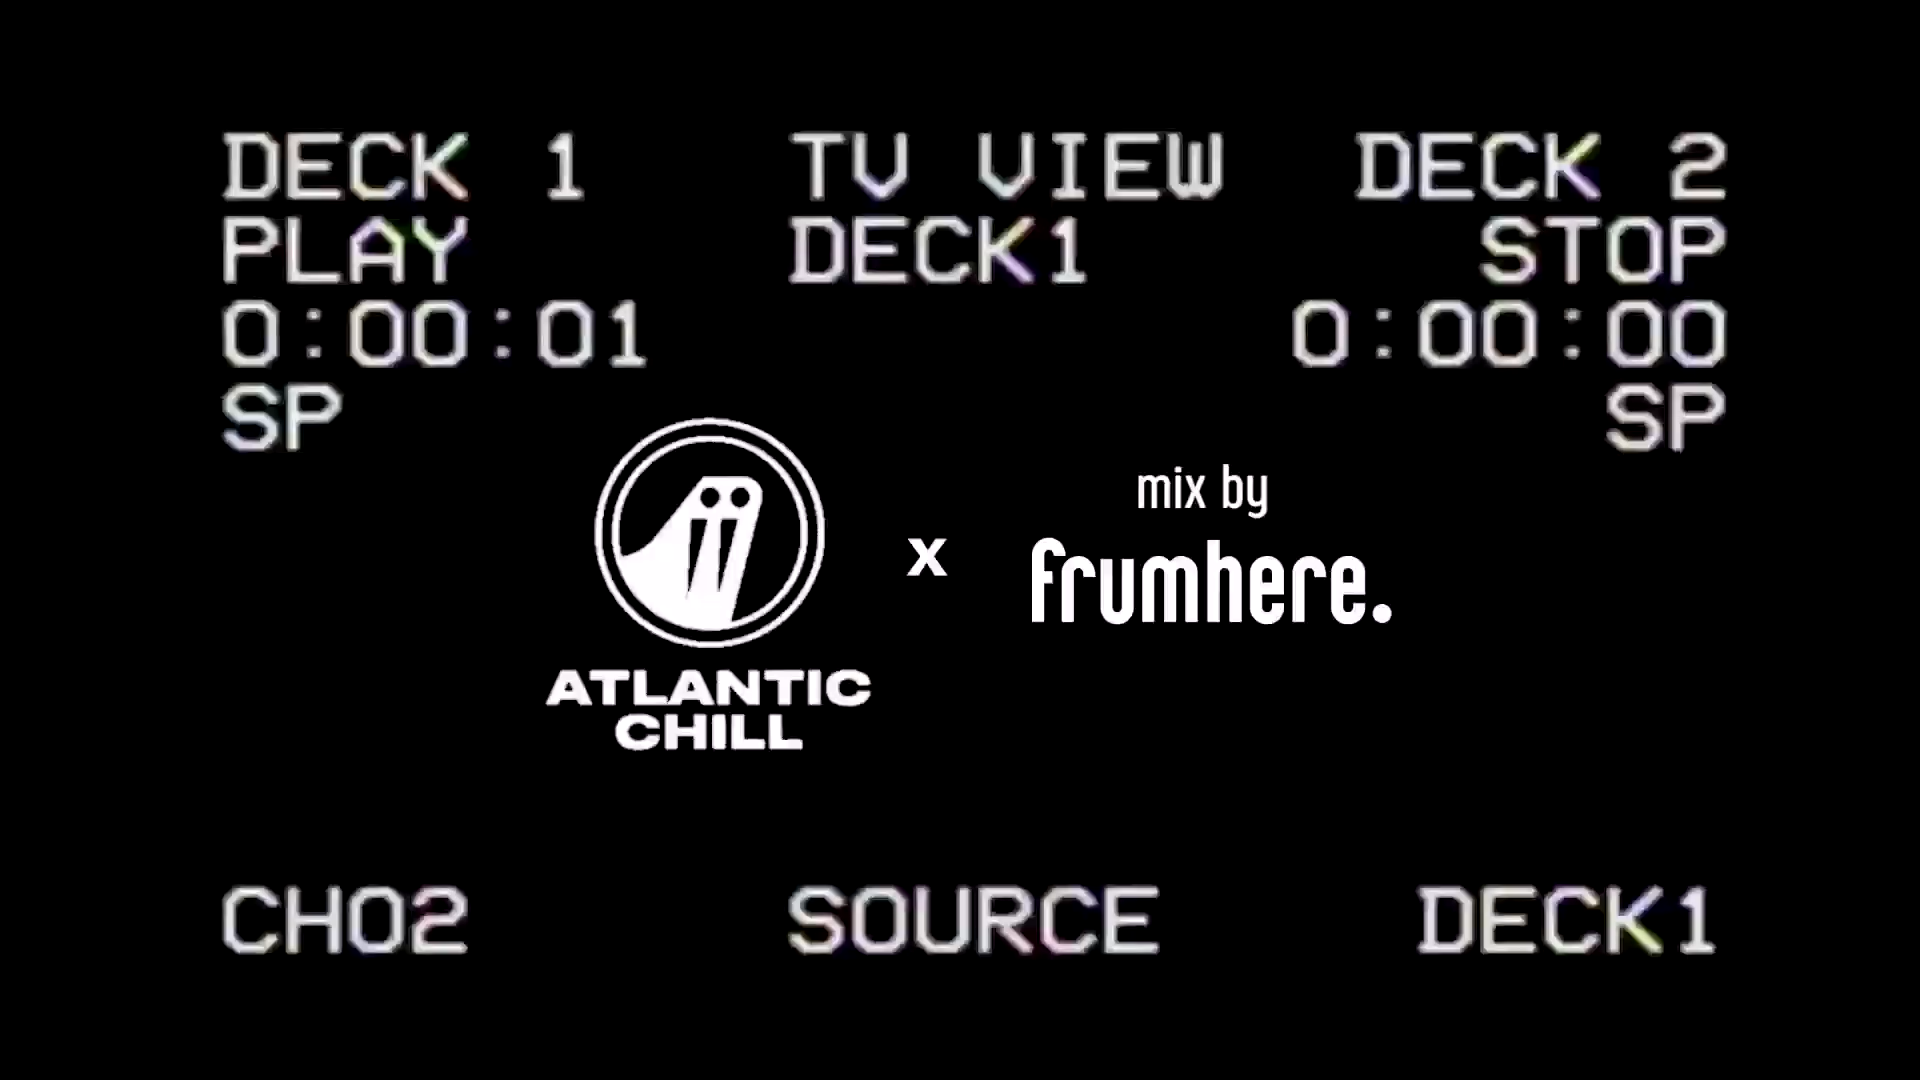 DECK 1 TV VIEW DECK 2
PLAY DECK1 STOP
0:00:01 0:00:00
SP SP
mix by
x frumhere.
ATLANTIC
CHILL
CH02 SOURCE DECK1